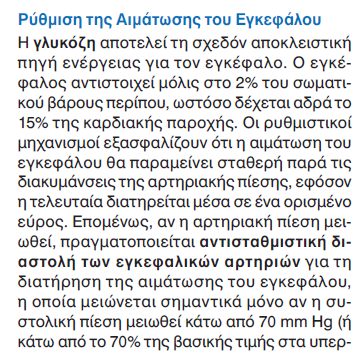 Ρύθμιση της Αιμάτωσης του Εγκεφάλου
Η γλυκόζη αποτελεί τη σχεδόν αποκλειστική
πηγή ενέργειας για τον εγκέφαλο. Ο εγκέ-
φαλος αντιστοιχεί μόλις στο 2% του σωματι-
κού βάρους περίπου, ωστόσο δέχεται αδρά το
15% της καρδιακής παροχής. Οι ρυθμιστικοί
μηχανισμοί εξασφαλίζουν ότι η αιμάτωση του
εγκεφάλου θα παραμείνει σταθερή παρά τις
διακυμάνσεις της αρτηριακής πίεσης, εφόσον
η τελευταία διατηρείται μέσα σε ένα ορισμένο
εύρος. Επομένως, αν η αρτηριακή πίεση μει-
ωθεί, πραγματοποιείται αντισταθμιστική δι-
αστολή των εγκεφαλικών αρτηριών για τη
διατήρηση της αιμάτωσης του εγκεφάλου,
η οποία μειώνεται σημαντικά μόνο αν η συ-
στολική πίεση μειωθεί κάτω από 70 mm Hg (ή
κάτω από το 70% της βασικής τιμής στα υπερ-